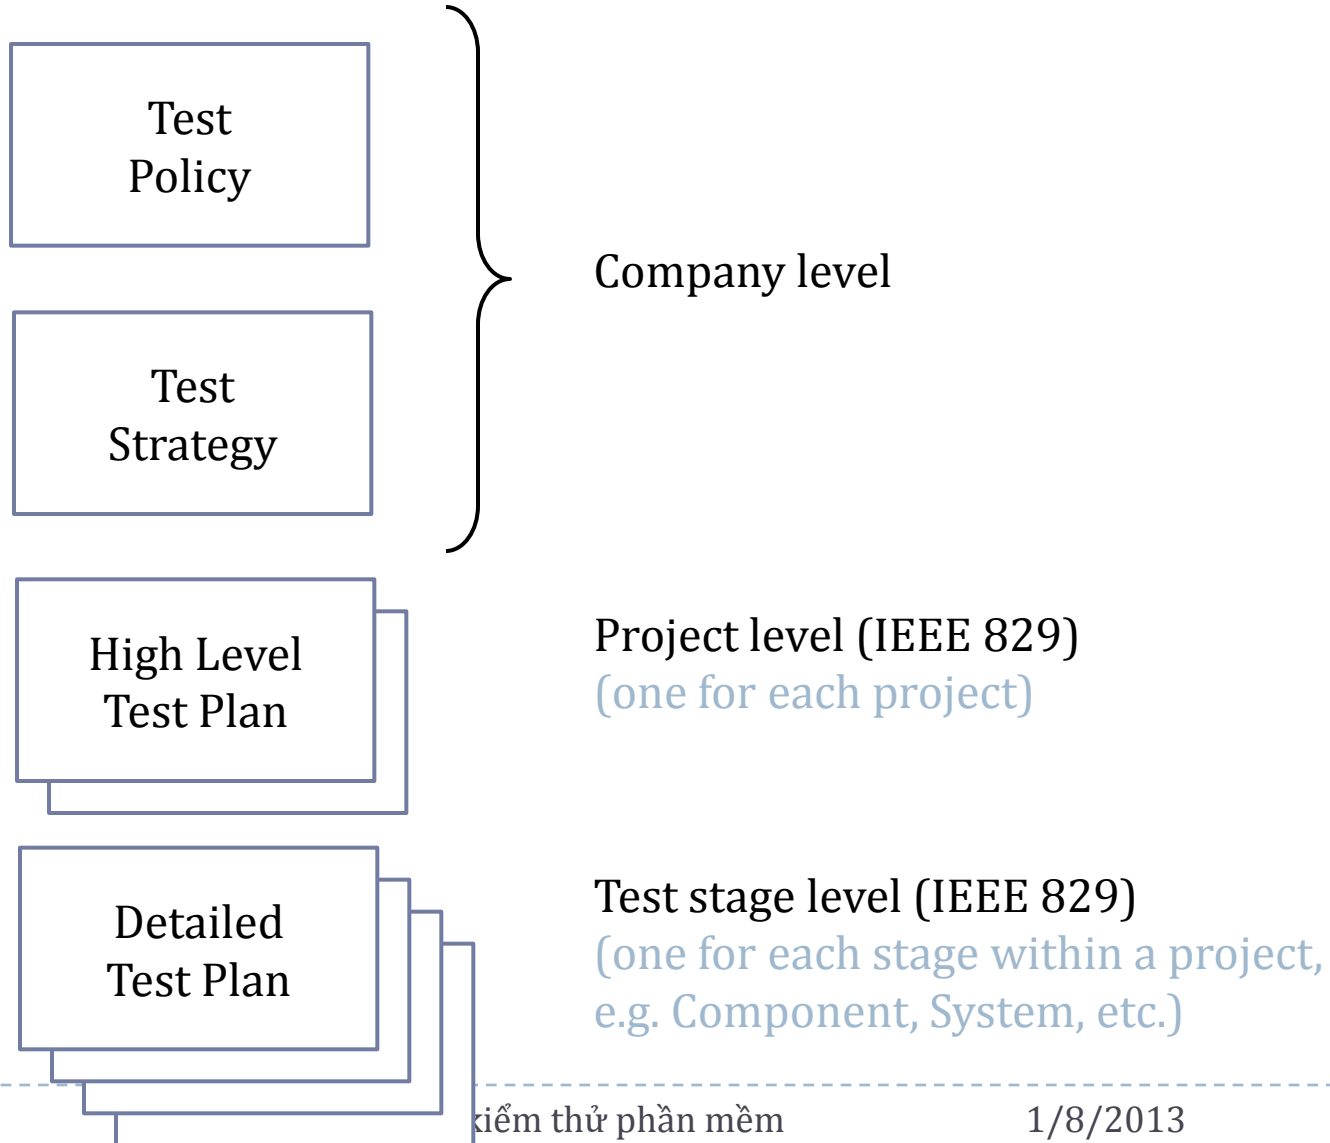 Test
Policy
Company level
Test
Strategy
High Level
Test Plan
Project level (IEEE 829)
(one for each project)
Detailed
Test Plan
Test stage level (IEEE 829)
(one for each stage within a project,
e.g. Component, System, etc.)
kiểm thử phần mềm
1/8/2013